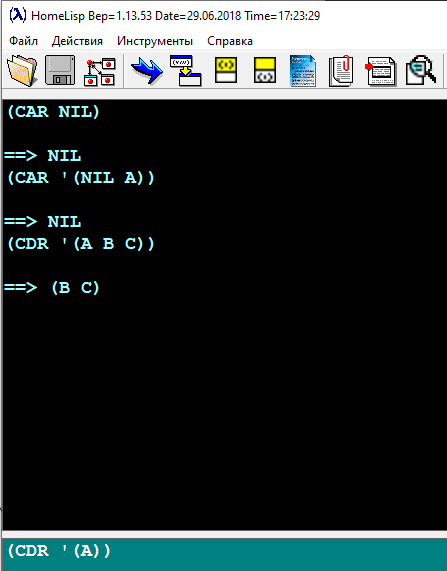 HomeLisp Вер=1.13.53 Date=29.06.2018 Time=17:23:29
Файл Действия Инструменты Справка
(CAR NIL)
==> NIL
(CAR '(NIL A))
==> NIL
(CDR '(A B C))
==> (B C)
(CDR '(A))